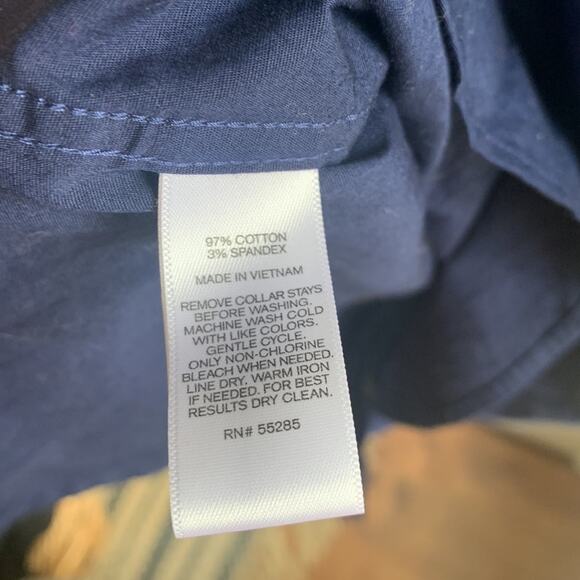 97% COTTON
3% SPANDEX
MADE IN VIETNAM
REMOVE COLLAR STAYS
BEFORE WASHING.
MACHINE WASH COLD
WITH LIKE COLORS.
GENTLE CYCLE.
ONLY NON-CHLORINE
BLEACH WHEN NEEDED.
LINE DRY, WARM IRON
IF NEEDED. FOR BEST
RESULTS DRY CLEAN.
RN# 55285